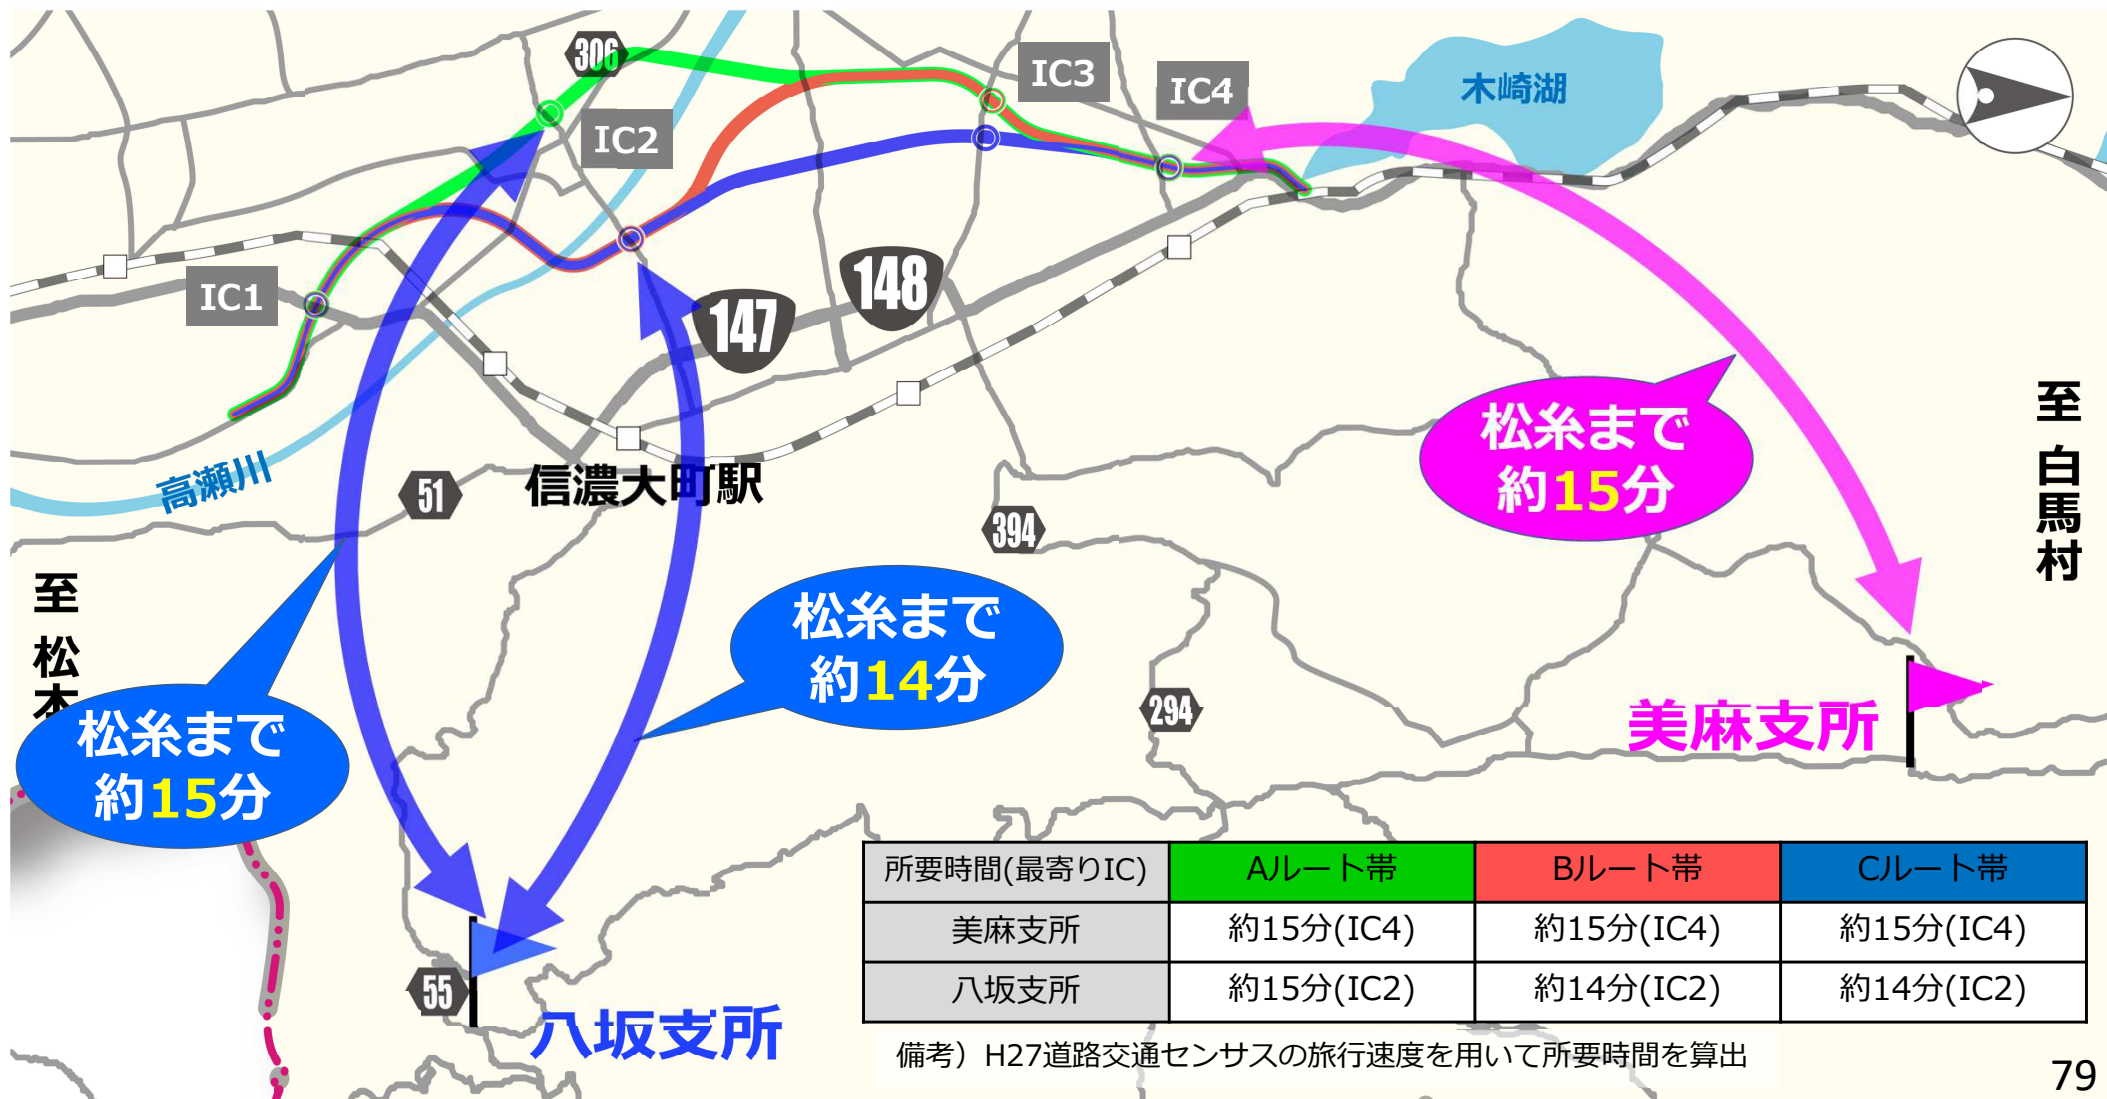 306
IC3
IC4
木崎湖
IC2
IC1
148
147
高瀬川
51
信濃大町駅
394
松糸まで
約15分
至 白馬村
至 松本
松糸まで
約14分
松糸まで
約15分
294
美麻支所
55
八坂支所
所要時間(最寄りIC) Aルート帯 Bルート帯 Cルート帯
美麻支所 約15分(IC4) 約15分(IC4) 約15分(IC4)
八坂支所 約15分(IC2) 約14分(IC2) 約14分(IC2)
備考）H27道路交通センサスの旅行速度を用いて所要時間を算出
79